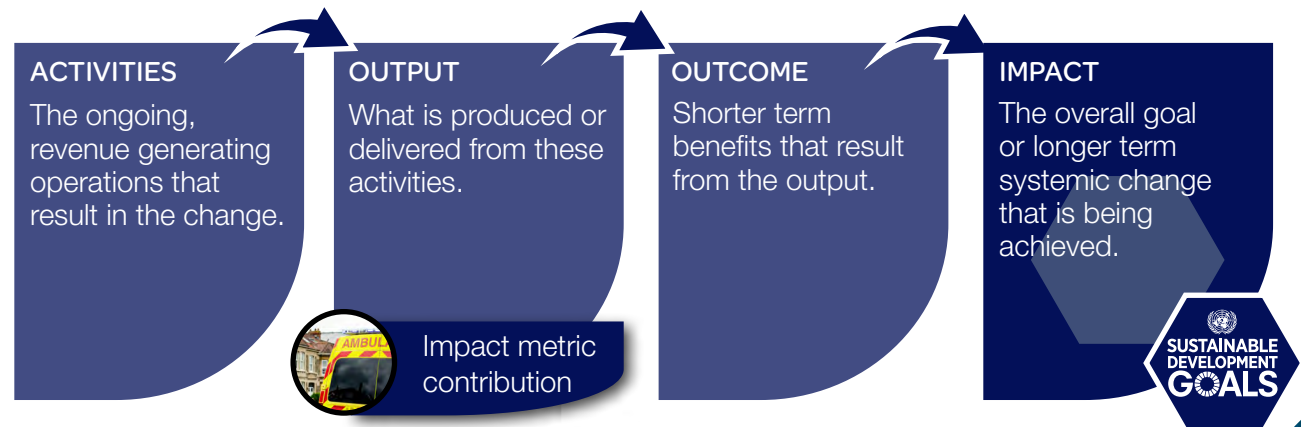 ACTIVITIES
The ongoing,
revenue generating
operations that
result in the change.
OUTPUT
What is produced or
delivered from these
activities.
AMBUL
Impact metric
contribution
OUTCOME
Shorter term
benefits that result
from the output.
IMPACT
The overall goal
or longer term
systemic change
that is being
achieved.
SUSTAINABLE
DEVELOPMENT
GOALS